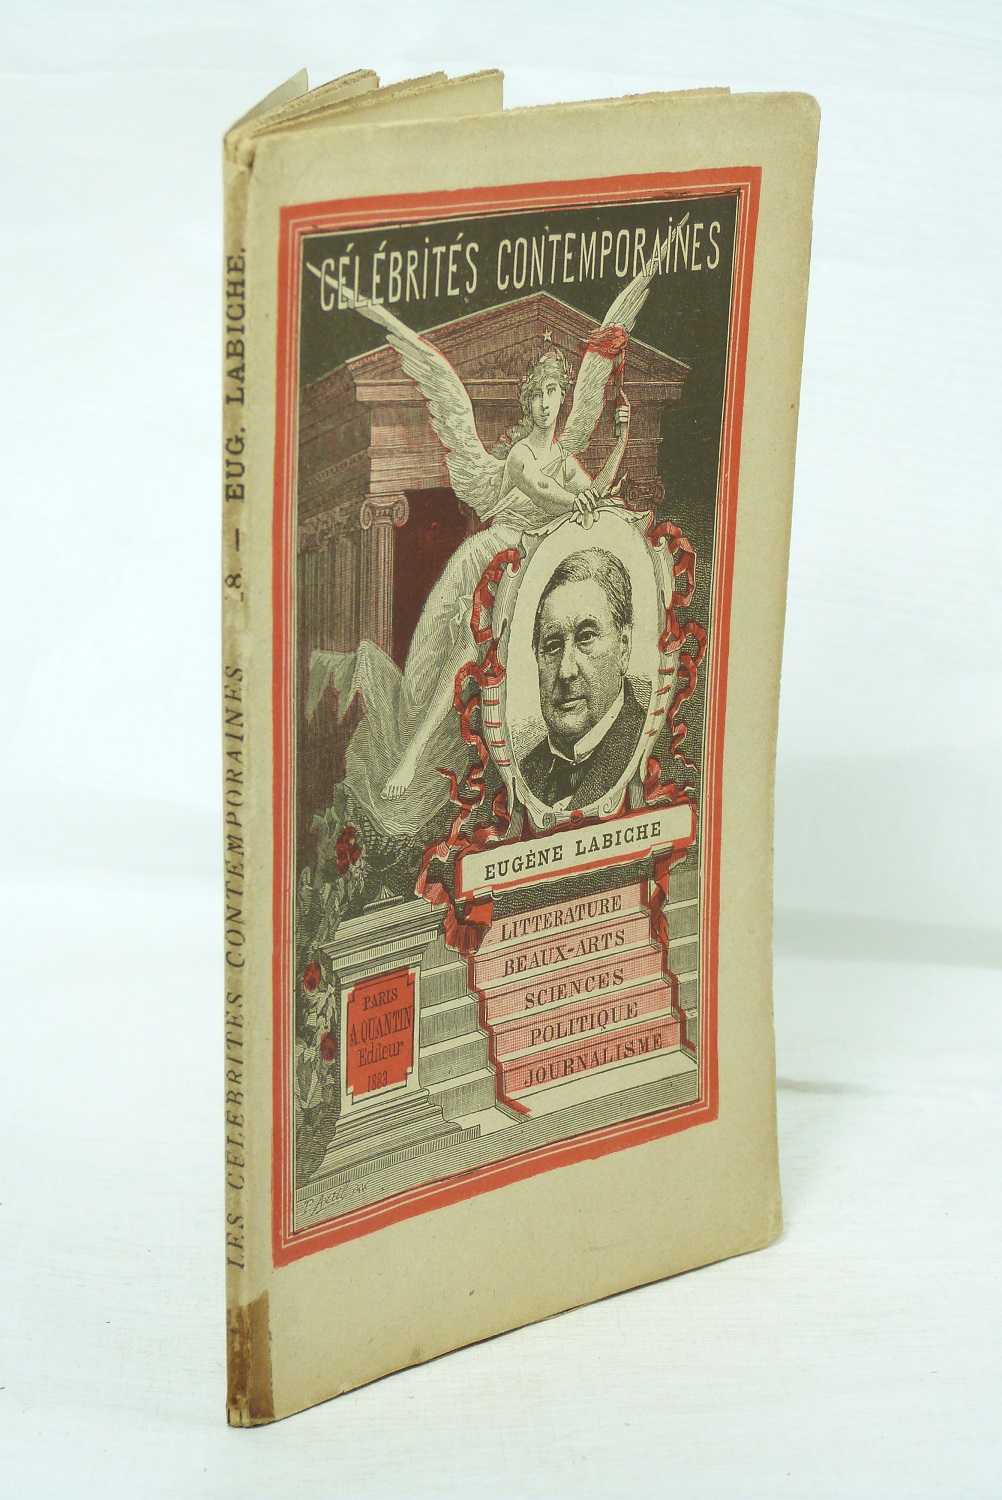 CÉLÉBRITÉS CONTEMPORAINES
EUGÈNE LABICHE
LITTERATURE
BEAUX-ARTS
SCIENCES
POLITIQUE
JOURNALISME
PARIS
A. QUANTIN
Editeur
1883
LES CÉLÉBRITÉS CONTEMPORAINES _8_ — EUG. LABICHE.